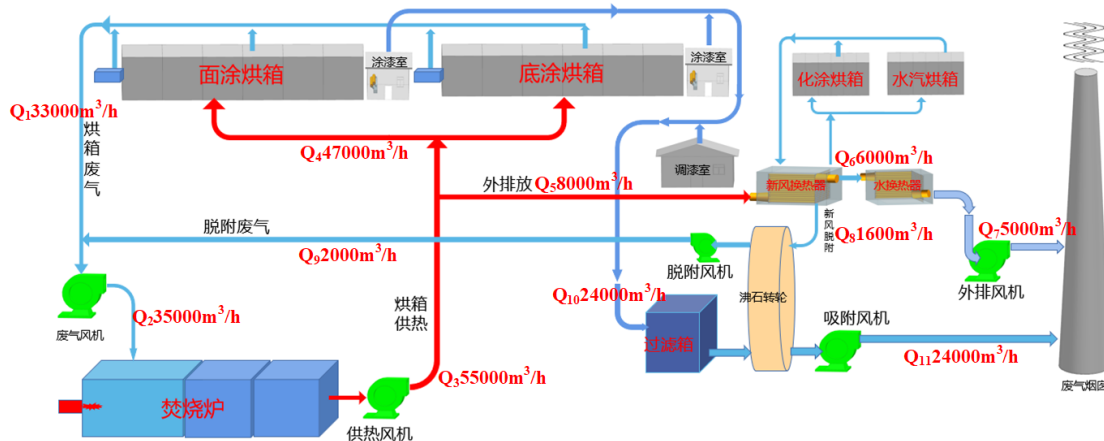 面涂烘箱
涂漆室
底涂烘箱
涂漆室
化涂烘箱
水汽烘箱
Q₁33000m³/h
烘箱废气
Q₄47000m³/h
调漆室
Q₆6000m³/h
外排放 Q₅8000m³/h
新风换热器
水换热器
脱附废气
新风脱附
Q₈1600m³/h
Q₇5000m³/h
Q₉2000m³/h
脱附风机
外排风机
Q₂35000m³/h
废气风机
烘箱
供热
Q₁₀24000m³/h
沸石转轮
吸附风机
过滤箱
Q₁₁24000m³/h
Q₃55000m³/h
焚烧炉
供热风机
废气烟囱